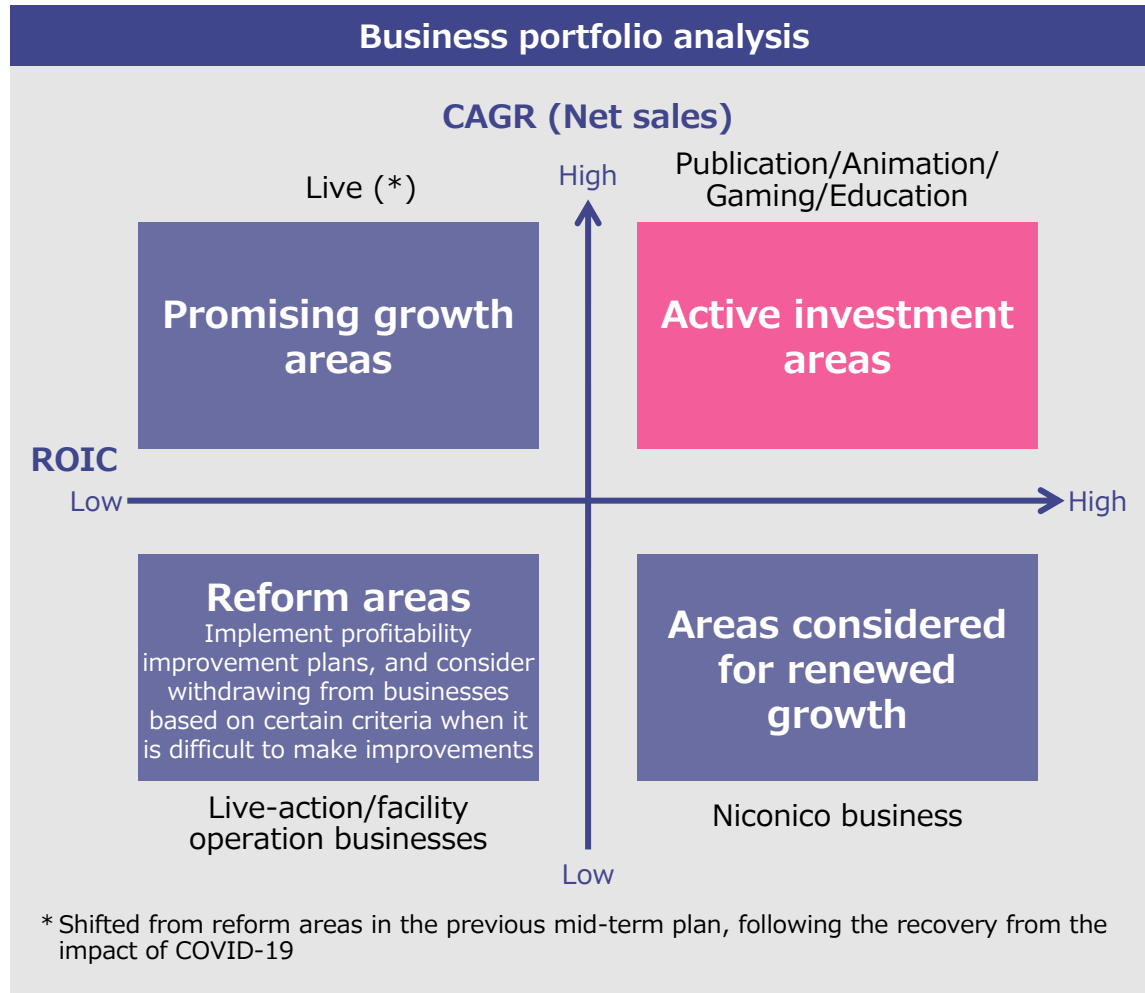 Business portfolio analysis
CAGR (Net sales)
Live (*)
High
Publication/Animation/
Gaming/Education
Promising growth
areas
Active investment
areas
ROIC
Low
High
Reform areas
Implement profitability
improvement plans, and consider
withdrawing from businesses
based on certain criteria when it
is difficult to make improvements
Areas considered
for renewed
growth
Live-action/facility
operation businesses
Niconico business
Low
* Shifted from reform areas in the previous mid-term plan, following the recovery from the
impact of COVID-19